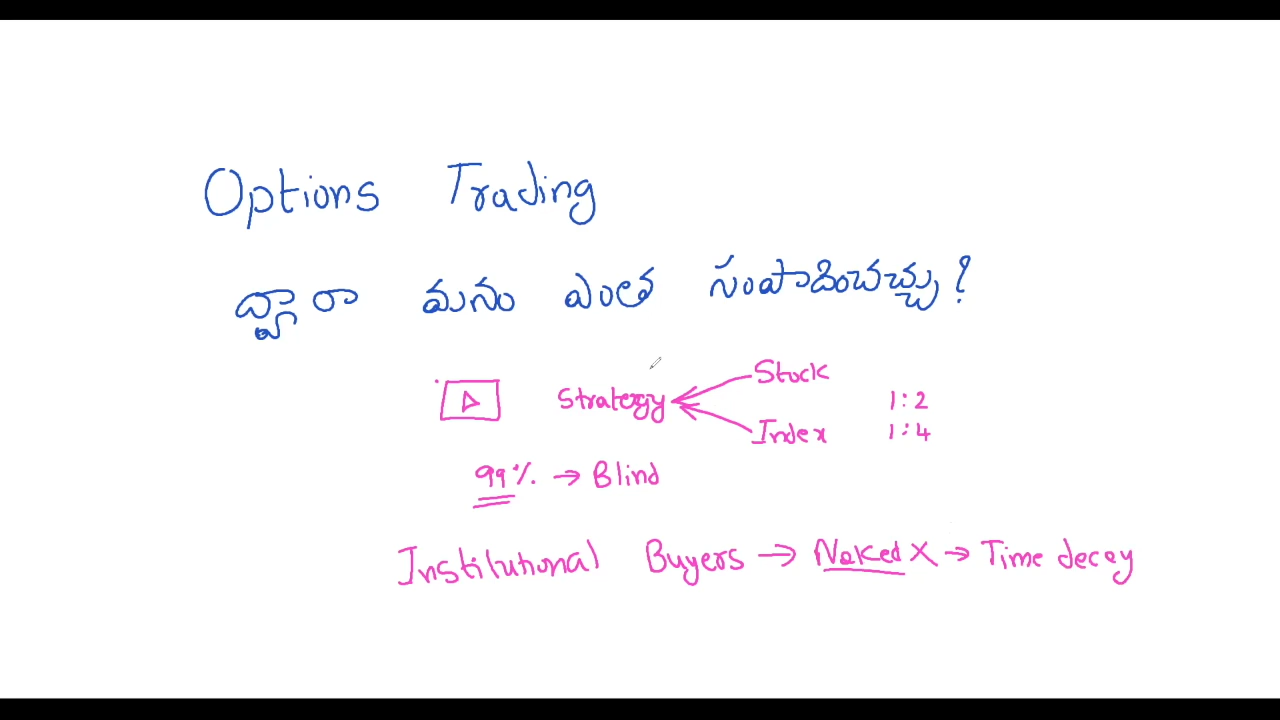 Options Trading
ద్వారా మనం ఎంత సంపాదించచ్చు?
Stock
Strategy 1:2
Index 1:4
99% → Blind
Institutional Buyers → Naked X → Time decay